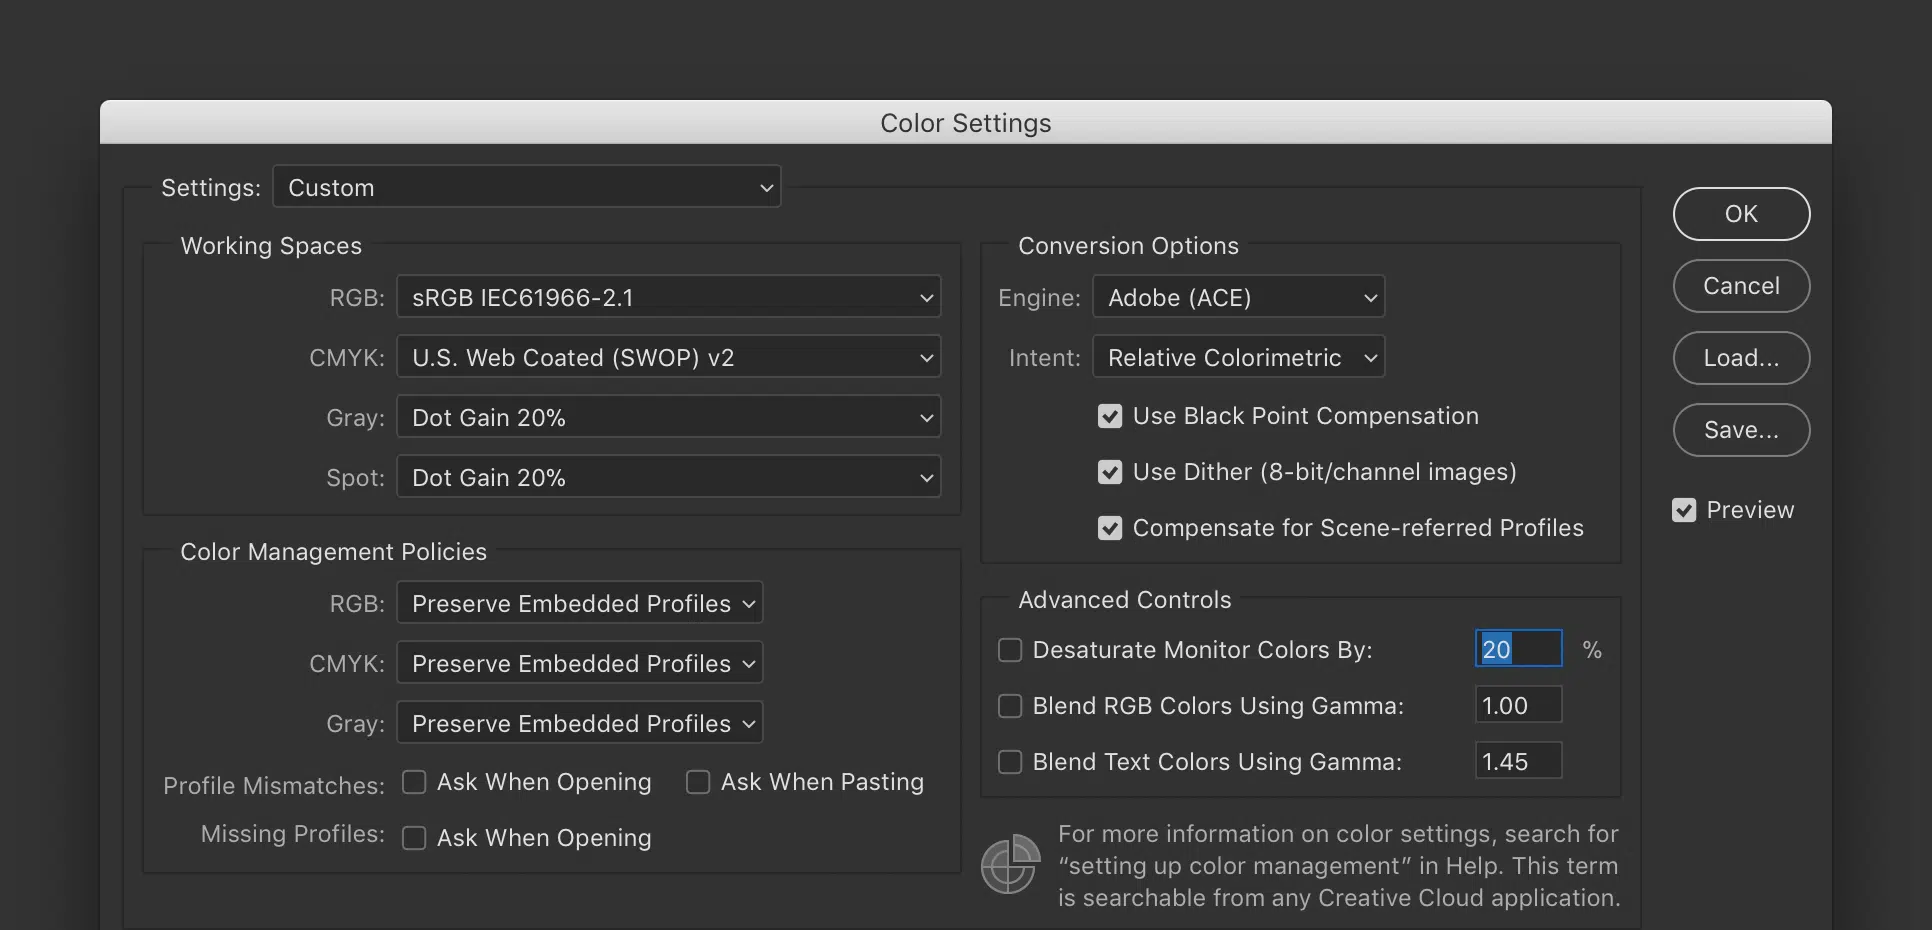 Color Settings
Settings: Custom
Working Spaces
RGB: sRGB IEC61966-2.1
CMYK: U.S. Web Coated (SWOP) v2
Gray: Dot Gain 20%
Spot: Dot Gain 20%
Color Management Policies
RGB: Preserve Embedded Profiles
CMYK: Preserve Embedded Profiles
Gray: Preserve Embedded Profiles
Profile Mismatches: Ask When Opening Ask When Pasting
Missing Profiles: Ask When Opening
Conversion Options
Engine: Adobe (ACE)
Intent: Relative Colorimetric
Use Black Point Compensation
Use Dither (8-bit/channel images)
Compensate for Scene-referred Profiles
Advanced Controls
Desaturate Monitor Colors By: 20 %
Blend RGB Colors Using Gamma: 1.00
Blend Text Colors Using Gamma: 1.45
For more information on color settings, search for
“setting up color management” in Help. This term
is searchable from any Creative Cloud application.
OK
Cancel
Load...
Save...
Preview